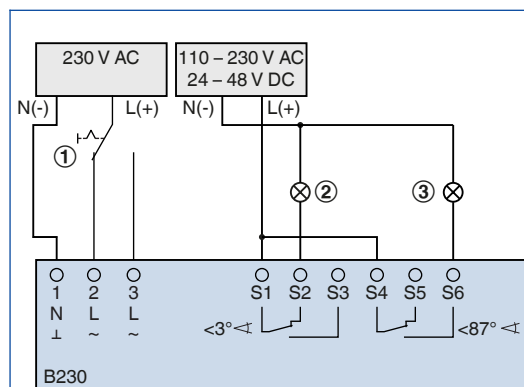 230 V AC
110 – 230 V AC
24 – 48 V DC
N(-) L(+) N(-) L(+)
①
② ③
1 2 3 S1 S2 S3 S4 S5 S6
N L L
⊥ ~ ~
<3°∢ <87°∢
B230